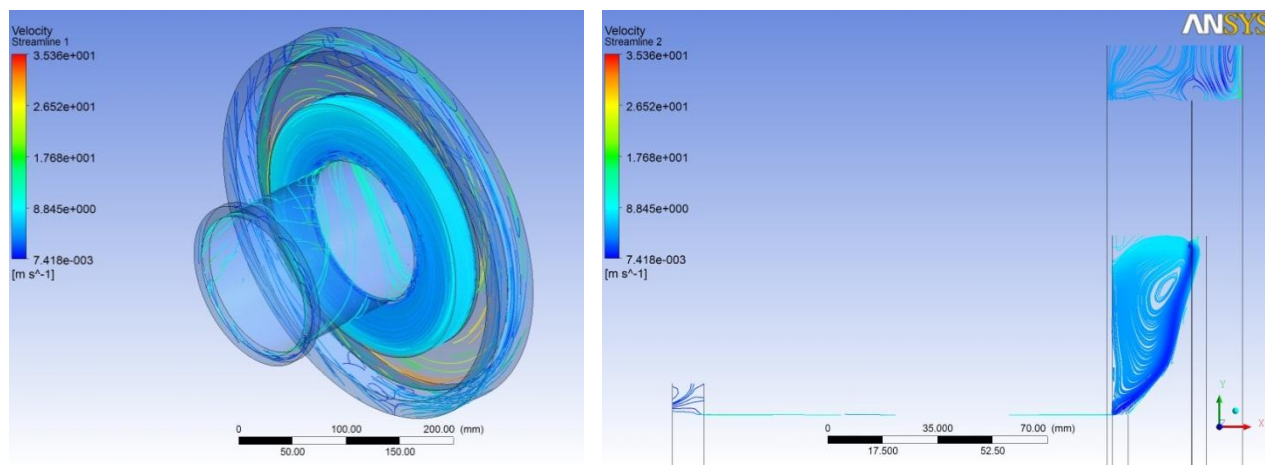 Velocity
Streamline 1
3.536e+001
2.652e+001
1.768e+001
8.845e+000
7.418e-003
[m s^-1]
0 100.00 200.00 (mm)
50.00 150.00
ANSYS
Velocity
Streamline 2
3.536e+001
2.652e+001
1.768e+001
8.845e+000
7.418e-003
[m s^-1]
0 35.000 70.00 (mm)
17.500 52.50
Y
Z
X